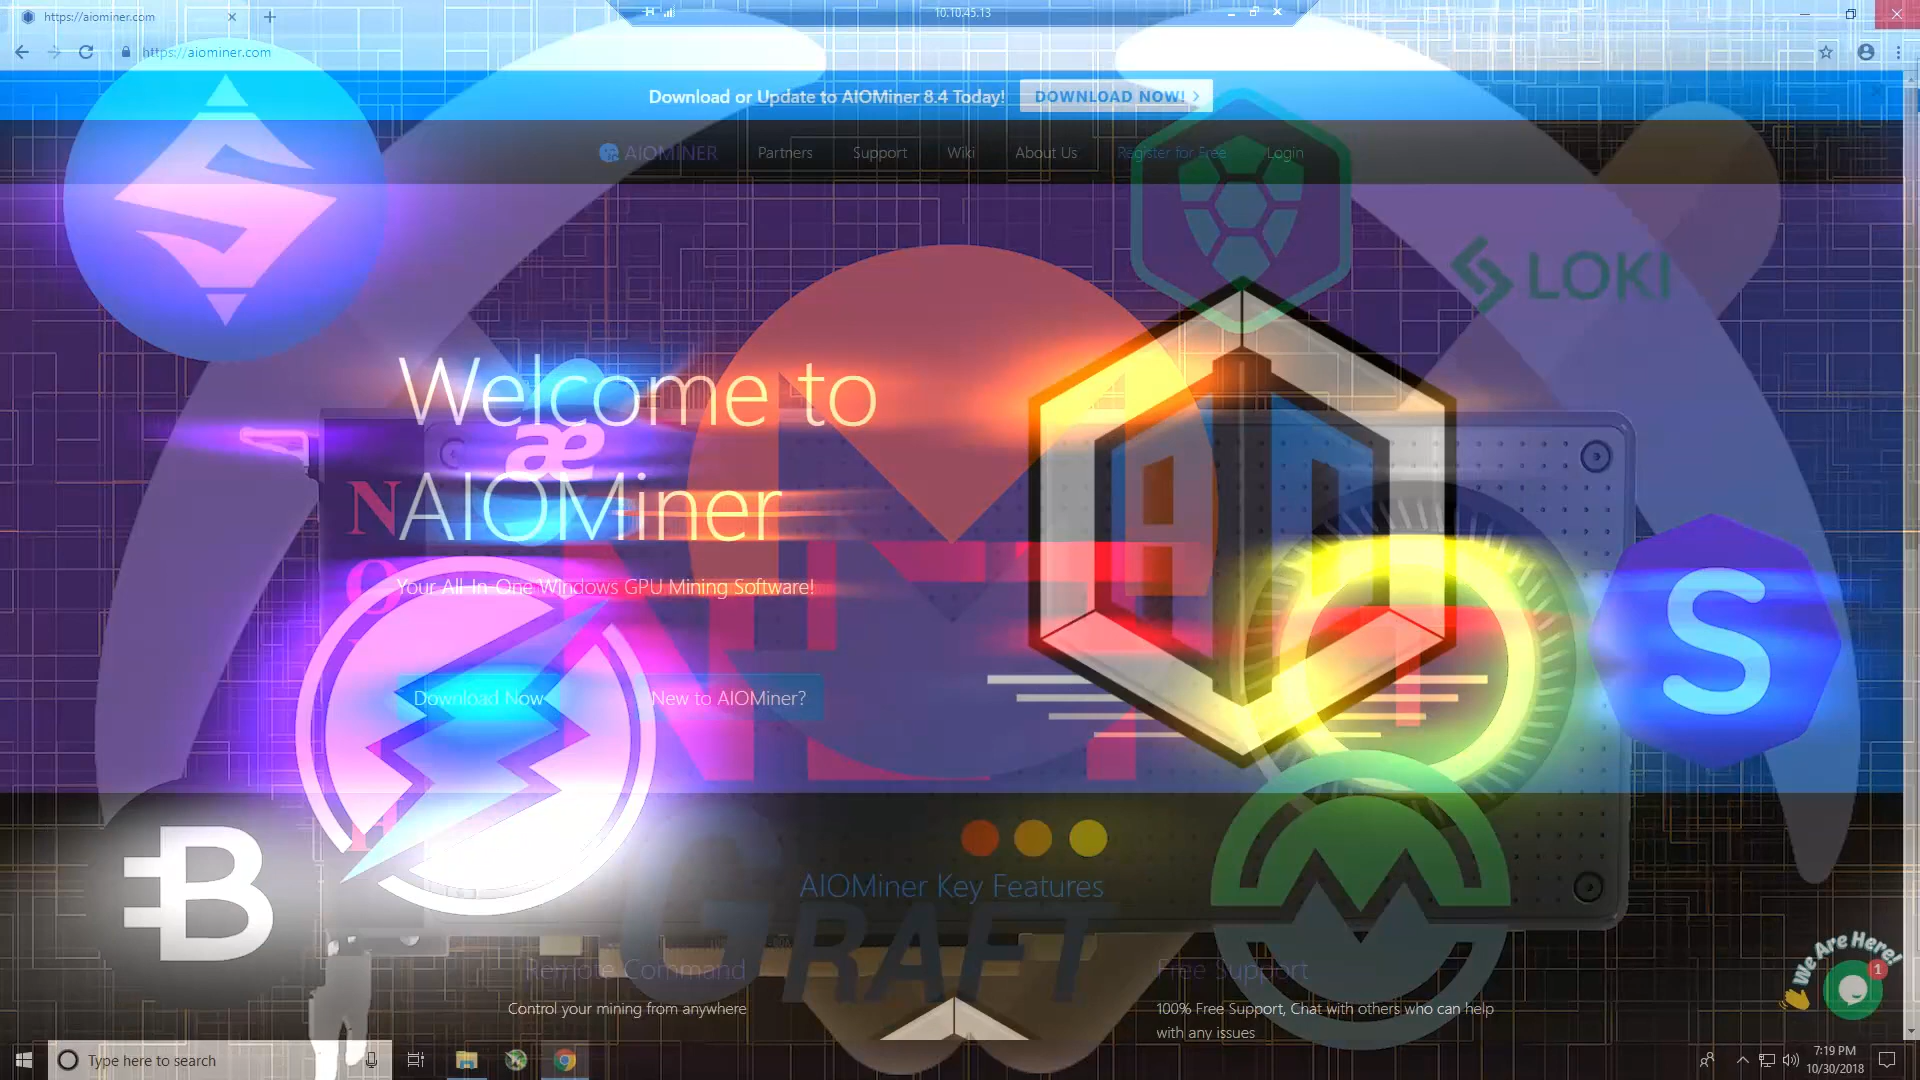 https://aiominer.com
10.10.45.13
https://aiominer.com
Download or Update to AIOMiner 8.4 Today!
DOWNLOAD NOW!
AIOMINER
Partners
Support
Wiki
About Us
Register for Free
Login
LOKI
Welcome to
AIOMiner
æ
Your All-In-One Windows GPU Mining Software!
Download Now
New to AIOMiner?
S
B
GRAFT
AIOMiner Key Features
Remote Command
Control your mining from anywhere
Free Support
100% Free Support, Chat with others who can help
with any issues
We Are Here!
1
Type here to search
7:19 PM
10/30/2018